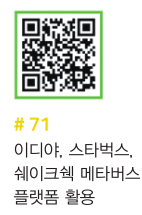 # 71
이디야, 스타벅스,
쉐이크쉑 메타버스
플랫폼 활용